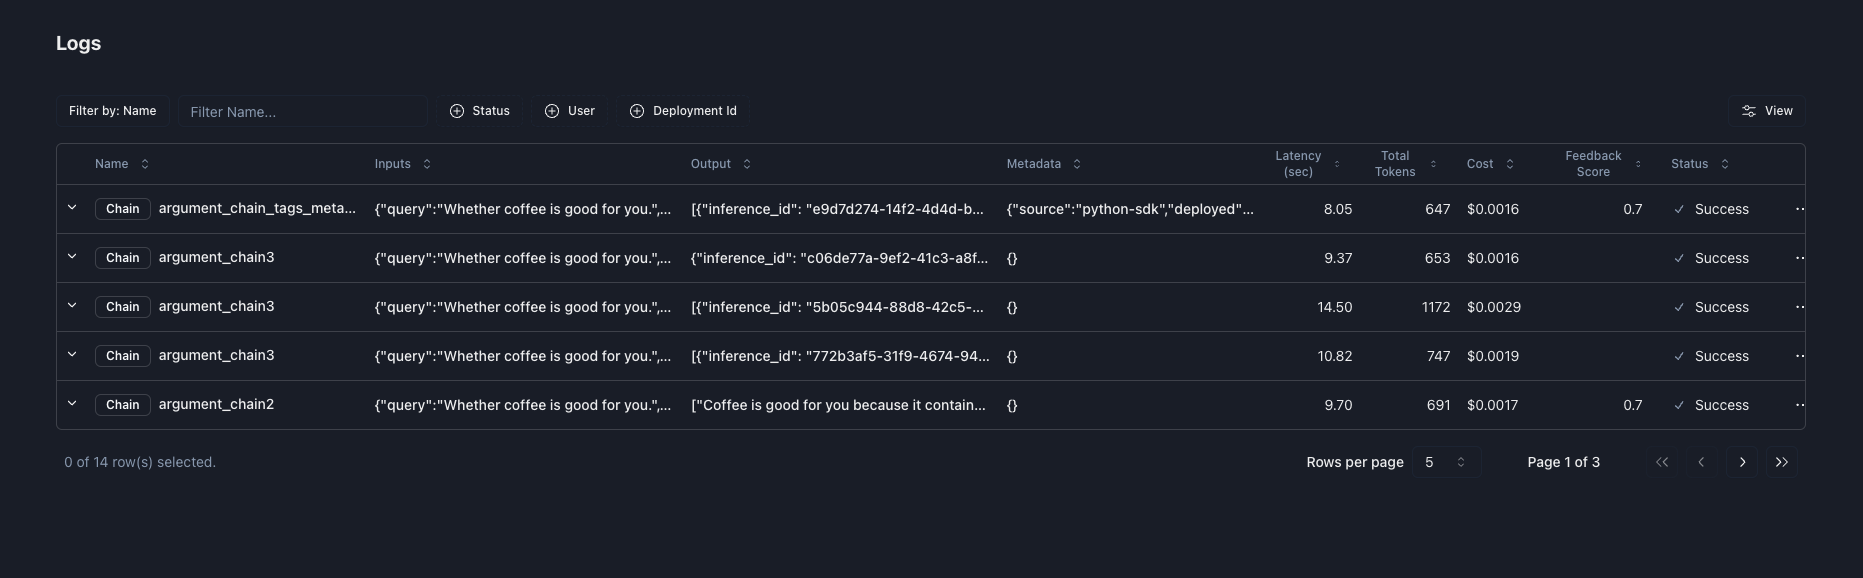 Logs
Filter by: Name Filter Name... Status User Deployment Id View
Name Inputs Output Metadata Latency (sec) Total Tokens Cost Feedback Score Status
Chain argument_chain_tags_meta... {"query":"Whether coffee is good for you.",... [{"inference_id": "e9d7d274-14f2-4d4d-b... {"source":"python-sdk","deployed"... 8.05 647 $0.0016 0.7 Success
Chain argument_chain3 {"query":"Whether coffee is good for you.",... {"inference_id": "c06de77a-9ef2-41c3-a8f... {} 9.37 653 $0.0016 Success
Chain argument_chain3 {"query":"Whether coffee is good for you.",... [{"inference_id": "5b05c944-88d8-42c5-... {} 14.50 1172 $0.0029 Success
Chain argument_chain3 {"query":"Whether coffee is good for you.",... [{"inference_id": "772b3af5-31f9-4674-94... {} 10.82 747 $0.0019 Success
Chain argument_chain2 {"query":"Whether coffee is good for you.",... ["Coffee is good for you because it contain... {} 9.70 691 $0.0017 0.7 Success
0 of 14 row(s) selected. Rows per page 5 Page 1 of 3